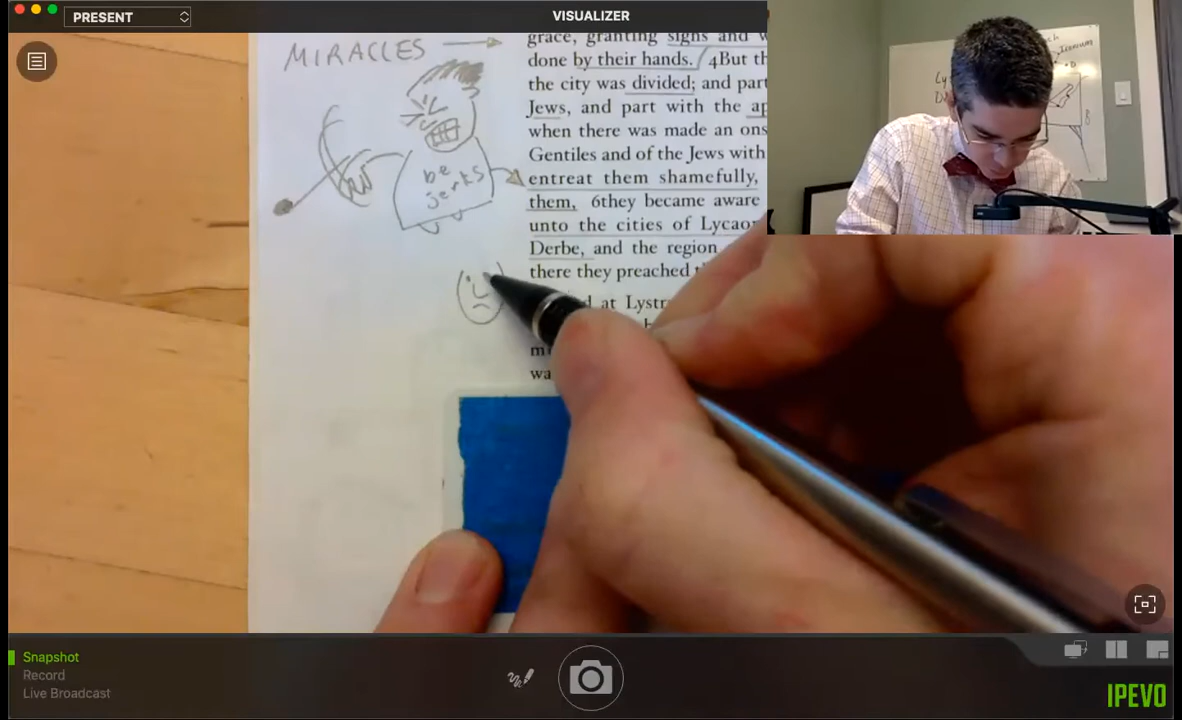 PRESENT
VISUALIZER
MIRACLES
grace, granting signs and
done by their hands. / 4But th
the city was divided; and part
Jews, and part with the ap
when there was made an ons
Gentiles and of the Jews with
entreat them shamefully,
them, 6they became aware
unto the cities of Lycaon
Derbe, and the region
there they preached
at Lystr
wa
be
jerks
Snapshot
Record
Live Broadcast
IPEVO